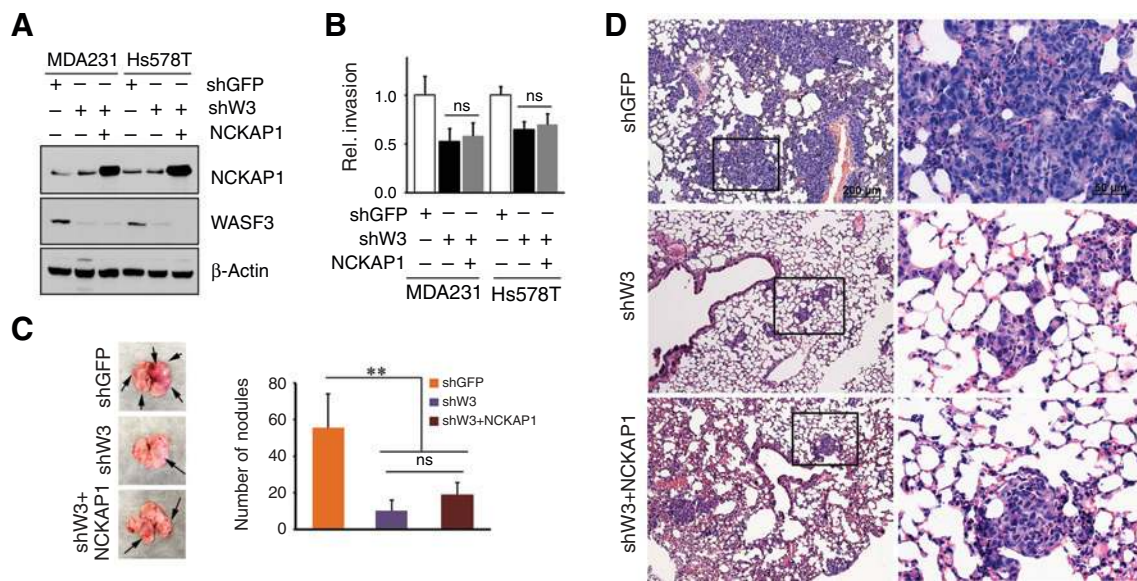 A
MDA231 Hs578T
+ – – + – – shGFP
– + + – + + shW3
– – + – – + NCKAP1
NCKAP1
WASF3
β-Actin
B
Rel. invasion
1.0
0.5
0.0
ns
ns
shGFP + – – + – –
shW3 – + + – + +
NCKAP1 – – + – – +
MDA231 Hs578T
C
shGFP
shW3
shW3+
NCKAP1
Number of nodules
80
60
40
20
0
**
ns
shGFP
shW3
shW3+NCKAP1
D
shGFP
200 µm
50 µm
shW3
shW3+NCKAP1